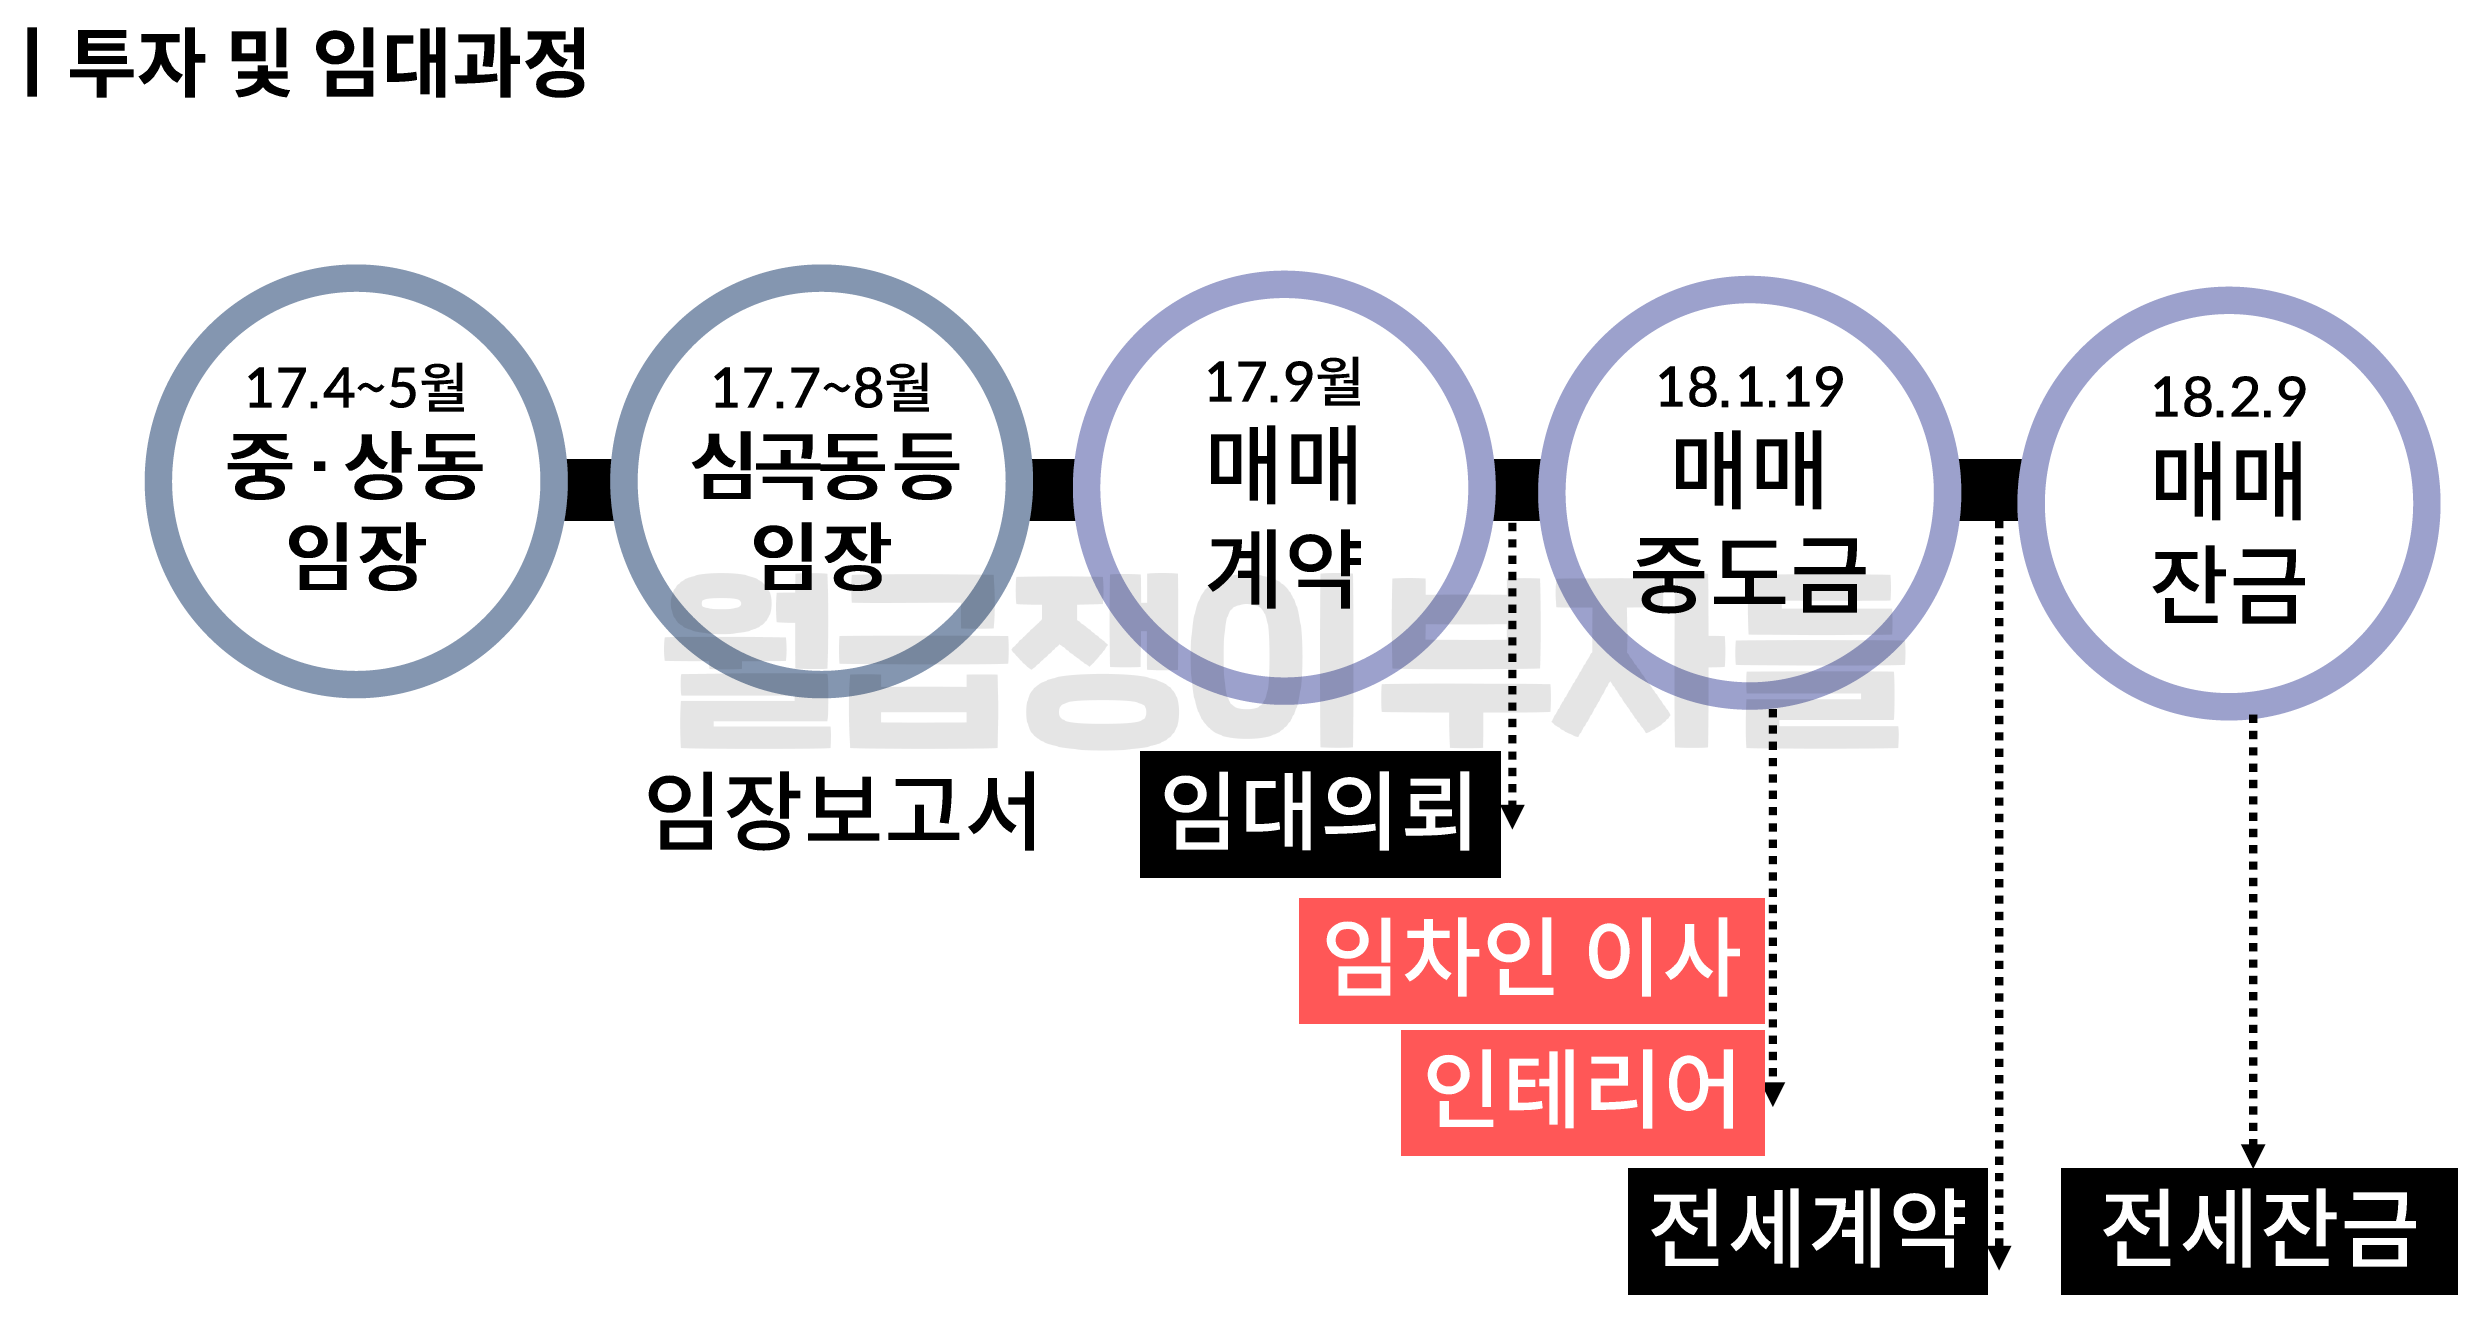 | 투자 및 임대과정
17.4~5월
중·상동
임장
17.7~8월
심곡동등
임장
17.9월
매매
계약
18.1.19
매매
중도금
18.2.9
매매
잔금
월급쟁이부자들
임장보고서
임대의뢰
임차인 이사
인테리어
전세계약
전세잔금